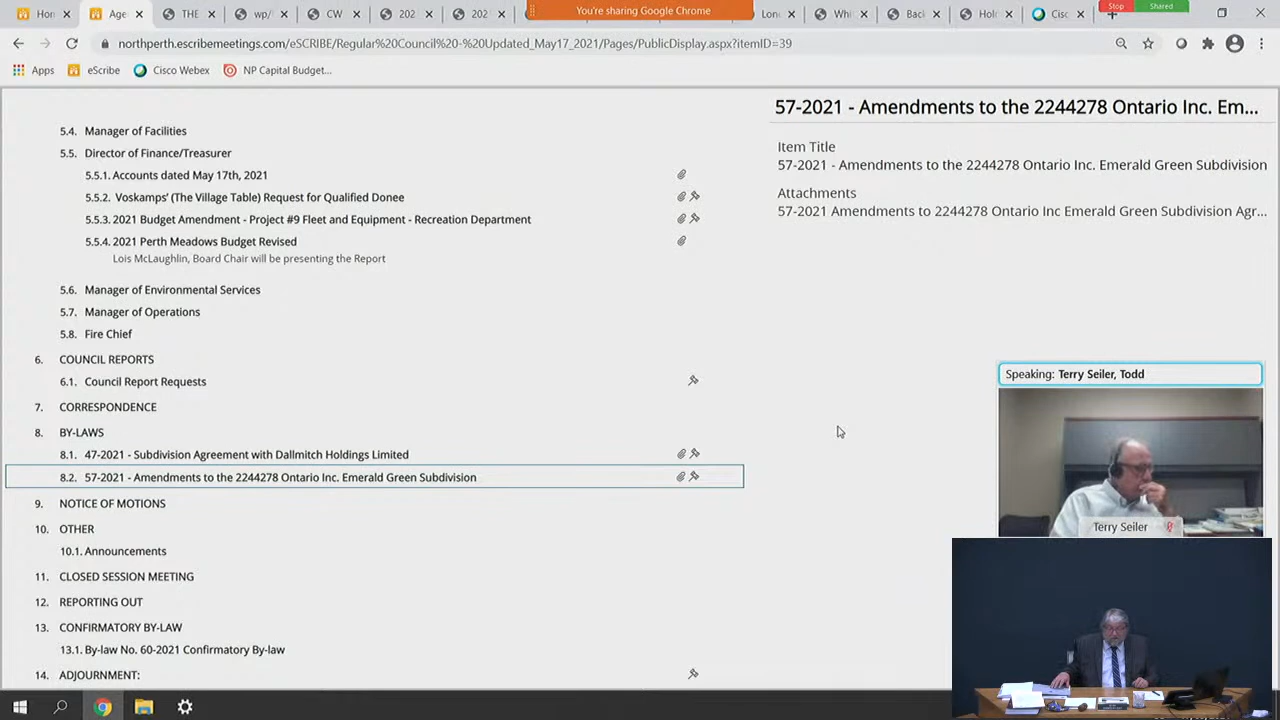 Hor
Age
THE
wp/
CW
202
202
You're sharing Google Chrome
Lond
Whi
Back
Holr
Cisc
Stop
Shared
northperth.escribemeetings.com/eSCRIBE/Regular%20Council%20-%20Updated_May17_2021/Pages/PublicDisplay.aspx?itemID=39
Apps
eScribe
Cisco Webex
NP Capital Budget...
57-2021 - Amendments to the 2244278 Ontario Inc. Em...
Item Title
57-2021 - Amendments to the 2244278 Ontario Inc. Emerald Green Subdivision
Attachments
57-2021 Amendments to 2244278 Ontario Inc Emerald Green Subdivision Agr...
5.4. Manager of Facilities
5.5. Director of Finance/Treasurer
5.5.1. Accounts dated May 17th, 2021
5.5.2. Voskamps' (The Village Table) Request for Qualified Donee
5.5.3. 2021 Budget Amendment - Project #9 Fleet and Equipment - Recreation Department
5.5.4. 2021 Perth Meadows Budget Revised
Lois McLaughlin, Board Chair will be presenting the Report
5.6. Manager of Environmental Services
5.7. Manager of Operations
5.8. Fire Chief
6. COUNCIL REPORTS
6.1. Council Report Requests
7. CORRESPONDENCE
8. BY-LAWS
8.1. 47-2021 - Subdivision Agreement with Dallmitch Holdings Limited
8.2. 57-2021 - Amendments to the 2244278 Ontario Inc. Emerald Green Subdivision
9. NOTICE OF MOTIONS
10. OTHER
10.1. Announcements
11. CLOSED SESSION MEETING
12. REPORTING OUT
13. CONFIRMATORY BY-LAW
13.1. By-law No. 60-2021 Confirmatory By-law
14. ADJOURNMENT:
Speaking: Terry Seiler, Todd
Terry Seiler